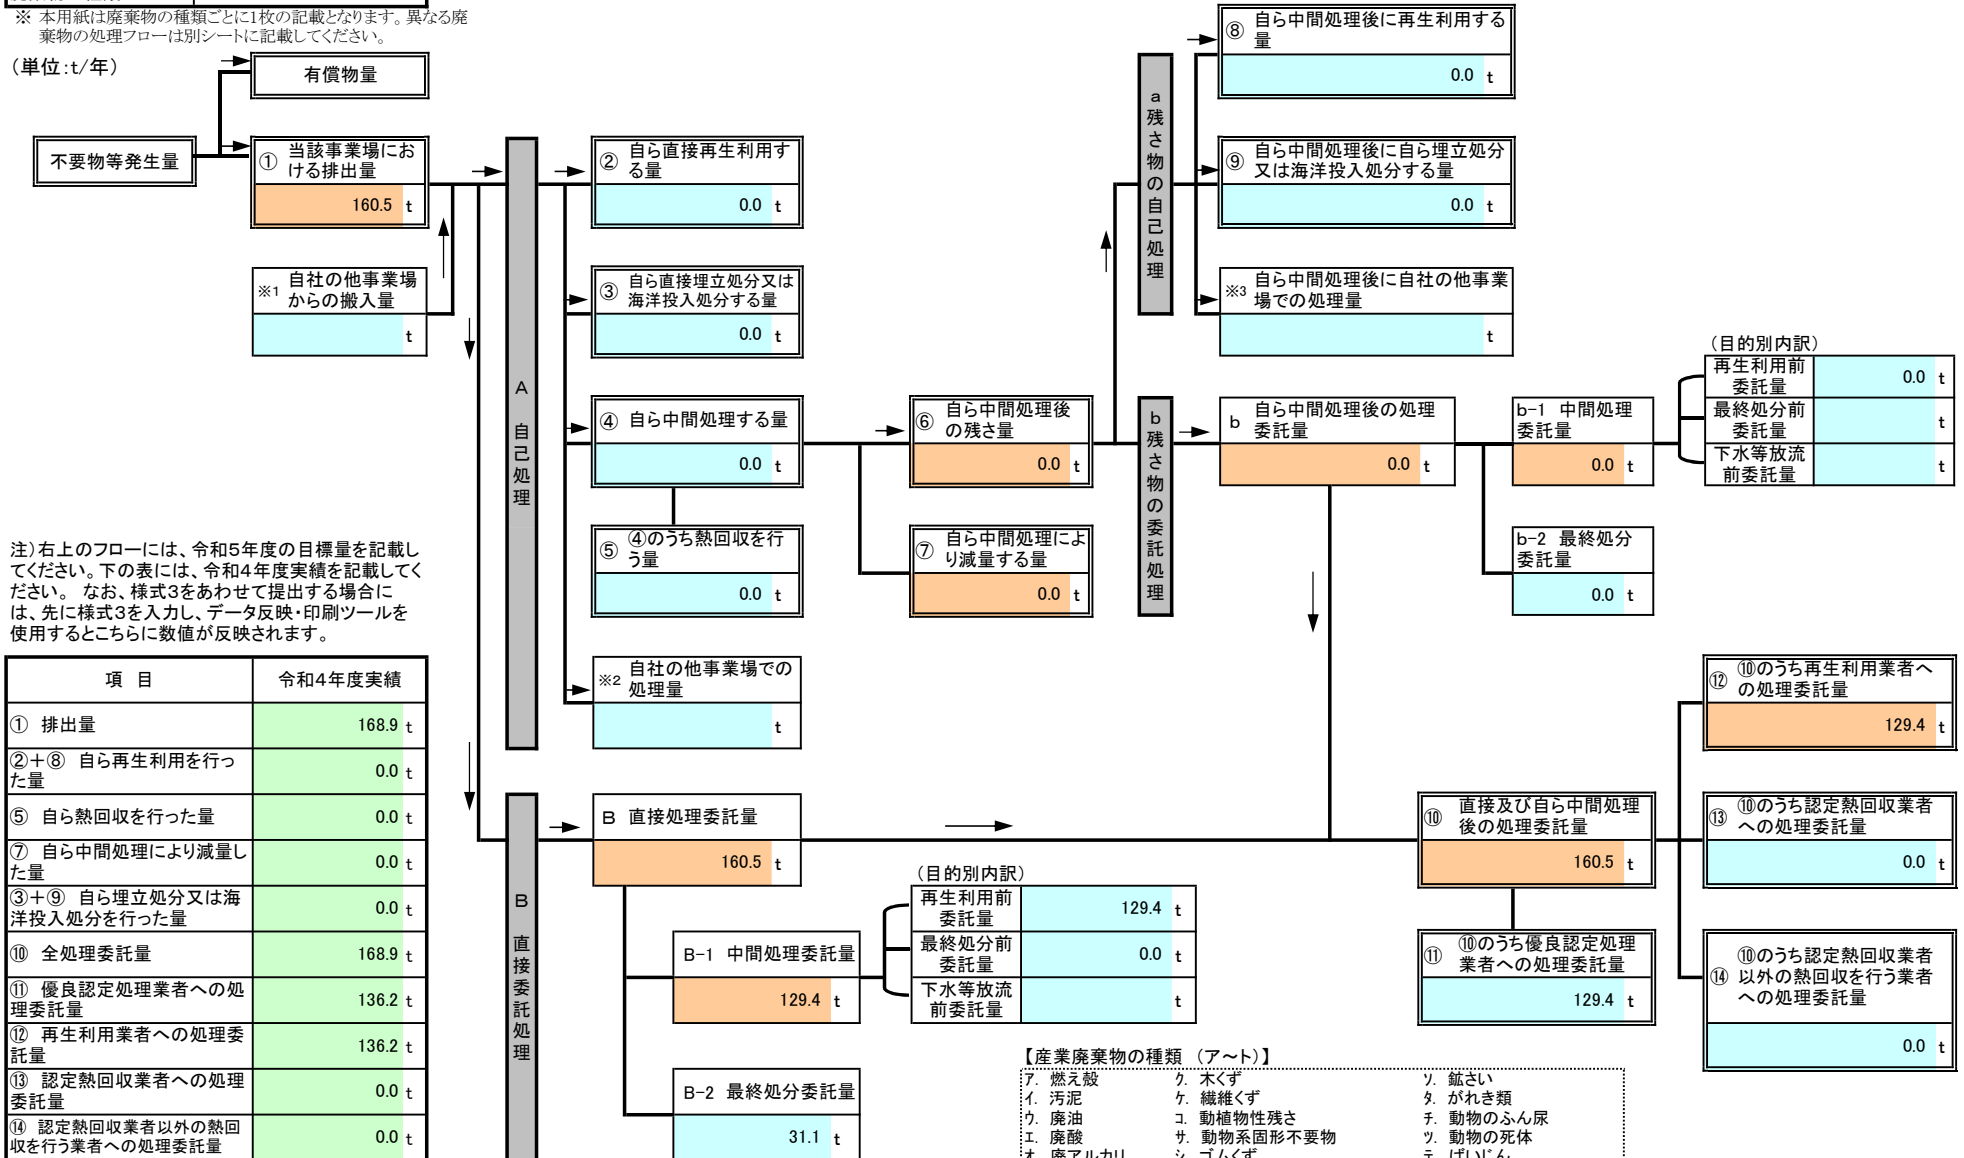 ※ 本用紙は廃棄物の種類ごとに1枚の記載となります。異なる廃
棄物の処理フローは別シートに記載してください。
(単位:t/年)
有償物量
不要物等発生量
① 当該事業場にお
ける排出量
160.5 t
※1 自社の他事業場
からの搬入量
t
A 自己処理
② 自ら直接再生利用す
る量
0.0 t
③ 自ら直接埋立処分又は
海洋投入処分する量
0.0 t
④ 自ら中間処理する量
0.0 t
⑤ ④のうち熱回収を行
う量
0.0 t
※2 自社の他事業場での
処理量
t
⑥ 自ら中間処理後
の残さ量
0.0 t
⑦ 自ら中間処理によ
り減量する量
0.0 t
a 残さ物の自己処理
⑧ 自ら中間処理後に再生利用する
量
0.0 t
⑨ 自ら中間処理後に自ら埋立処分
又は海洋投入処分する量
0.0 t
※3 自ら中間処理後に自社の他事業
場での処理量
t
b 残さ物の委託処理
b 自ら中間処理後の処理
委託量
0.0 t
b-1 中間処理
委託量
0.0 t
b-2 最終処分
委託量
0.0 t
(目的別内訳)
再生利用前
委託量
0.0 t
最終処分前
委託量
t
下水等放流
前委託量
t
注)右上のフローには、令和5年度の目標量を記載し
てください。下の表には、令和4年度実績を記載してく
ださい。 なお、様式3をあわせて提出する場合に
は、先に様式3を入力し、データ反映・印刷ツールを
使用するとこちらに数値が反映されます。
項 目 令和4年度実績
① 排出量 168.9 t
②+⑧ 自ら再生利用を行っ
た量 0.0 t
⑤ 自ら熱回収を行った量 0.0 t
⑦ 自ら中間処理により減量し
た量 0.0 t
③+⑨ 自ら埋立処分又は海
洋投入処分を行った量 0.0 t
⑩ 全処理委託量 168.9 t
⑪ 優良認定処理業者への処
理委託量 136.2 t
⑫ 再生利用業者への処理委
託量 136.2 t
⑬ 認定熱回収業者への処理
委託量 0.0 t
⑭ 認定熱回収業者以外の熱回
収を行う業者への処理委託量 0.0 t
B 直接委託処理
B 直接処理委託量
160.5 t
B-1 中間処理委託量
129.4 t
B-2 最終処分委託量
31.1 t
(目的別内訳)
再生利用前
委託量
129.4 t
最終処分前
委託量
0.0 t
下水等放流
前委託量
t
⑩ 直接及び自ら中間処理
後の処理委託量
160.5 t
⑪ ⑩のうち優良認定処理
業者への処理委託量
129.4 t
⑫ ⑩のうち再生利用業者へ
の処理委託量
129.4 t
⑬ ⑩のうち認定熱回収業者
への処理委託量
0.0 t
⑭ ⑩のうち認定熱回収業者
以外の熱回収を行う業者
への処理委託量
0.0 t
【産業廃棄物の種類 (ア~ト)】
ア. 燃え殻 ク. 木くず ソ. 鉱さい
イ. 汚泥 ケ. 繊維くず タ. がれき類
ウ. 廃油 コ. 動植物性残さ チ. 動物のふん尿
エ. 廃酸 サ. 動物系固形不要物 ツ. 動物の死体
オ. 廃アルカリ シ. ゴムくず テ. ばいじん